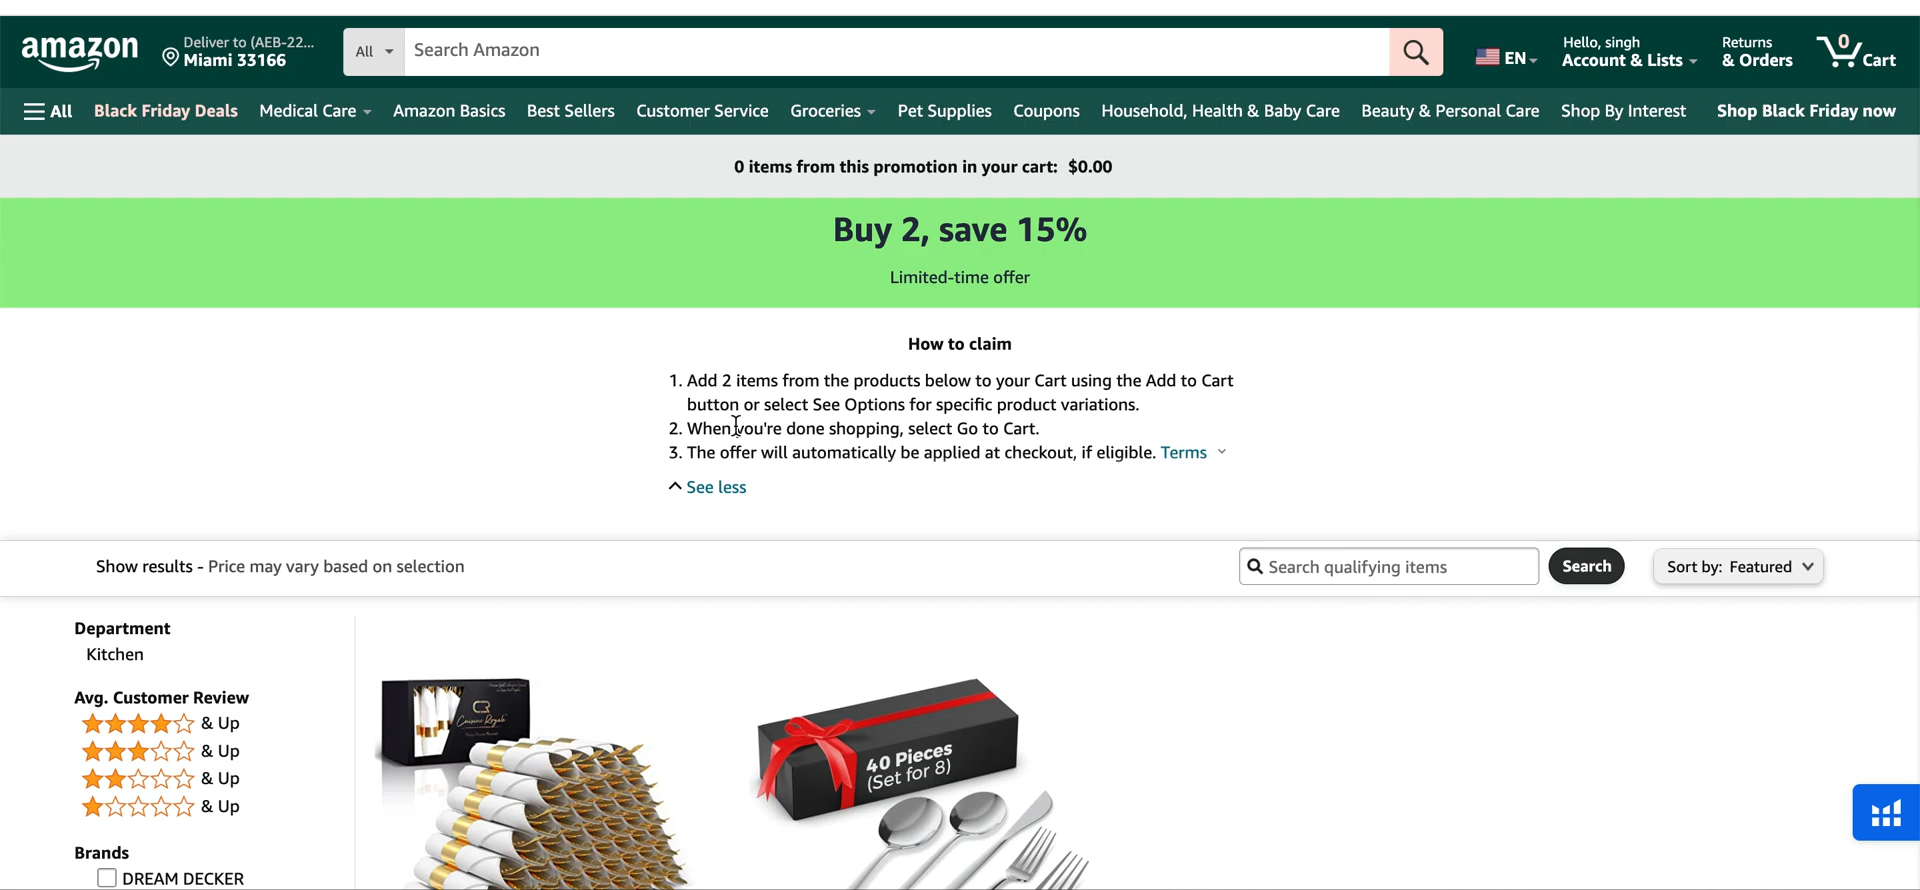 amazon
Deliver to (AEB-22...
Miami 33166
All
Search Amazon
EN
Hello, singh
Account & Lists
Returns
& Orders
0
Cart
All
Black Friday Deals
Medical Care
Amazon Basics
Best Sellers
Customer Service
Groceries
Pet Supplies
Coupons
Household, Health & Baby Care
Beauty & Personal Care
Shop By Interest
Shop Black Friday now
0 items from this promotion in your cart: $0.00
Buy 2, save 15%
Limited-time offer
How to claim
1. Add 2 items from the products below to your Cart using the Add to Cart
button or select See Options for specific product variations.
2. When you're done shopping, select Go to Cart.
3. The offer will automatically be applied at checkout, if eligible. Terms
See less
Show results - Price may vary based on selection
Search qualifying items
Search
Sort by: Featured
Department
Kitchen
Avg. Customer Review
& Up
& Up
& Up
& Up
Brands
DREAM DECKER
CR
Cuisine Royale
40 Pieces
(Set for 8)